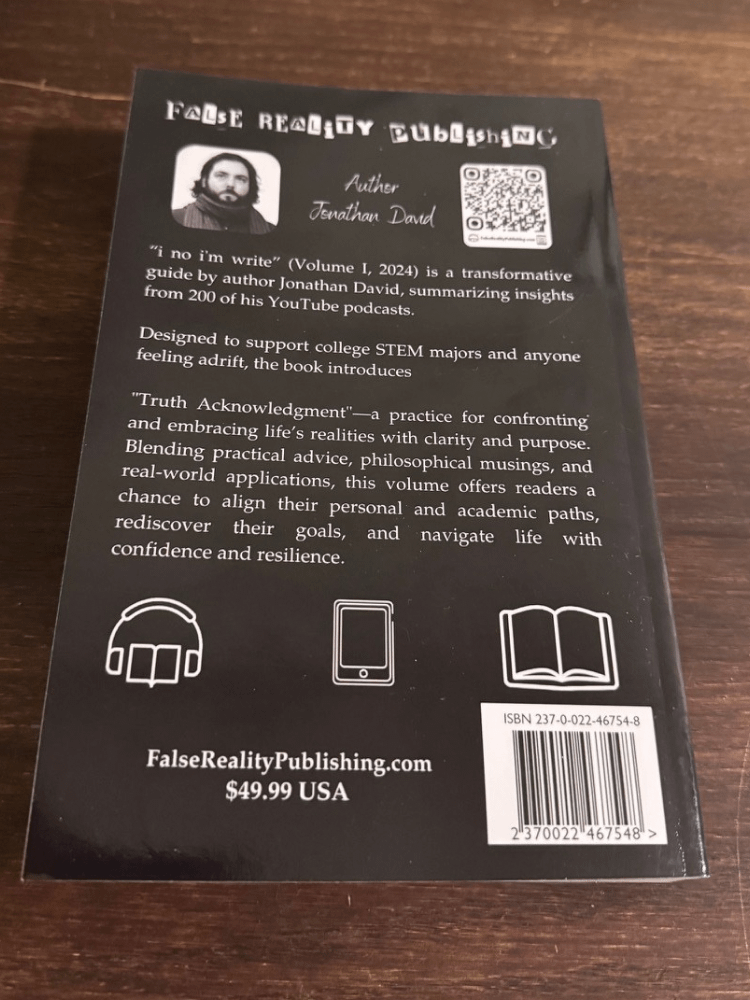 FALSE REALITY PUBLISHING
Author
Jonathan David
FalseRealityPublishing.com
"i no i'm write" (Volume I, 2024) is a transformative
guide by author Jonathan David, summarizing insights
from 200 of his YouTube podcasts.
Designed to support college STEM majors and anyone
feeling adrift, the book introduces
"Truth Acknowledgment"—a practice for confronting
and embracing life's realities with clarity and purpose.
Blending practical advice, philosophical musings, and
real-world applications, this volume offers readers a
chance to align their personal and academic paths,
rediscover their goals, and navigate life with
confidence and resilience.
FalseRealityPublishing.com
$49.99 USA
ISBN 237-0-022-46754-8
2 370022 467548 >